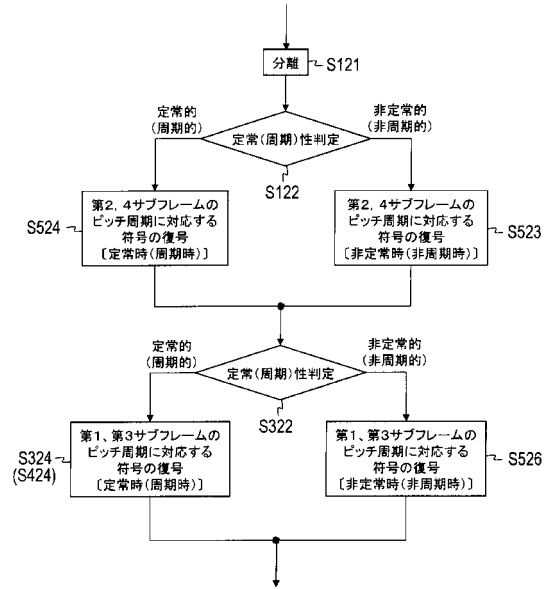 分離
S121
定常的
(周期的)
非定常的
(非周期的)
定常(周期)性判定
S122
第2, 4サブフレームの
ピッチ周期に対応する
符号の復号
〔定常時(周期時)〕
S524
第2, 4サブフレームの
ピッチ周期に対応する
符号の復号
〔非定常時(非周期時)〕
S523
定常的
(周期的)
非定常的
(非周期的)
定常(周期)性判定
S322
第1、第3サブフレームの
ピッチ周期に対応する
符号の復号
〔定常時(周期時)〕
S324
(S424)
第1、第3サブフレームの
ピッチ周期に対応する
符号の復号
〔非定常時(非周期時)〕
S526